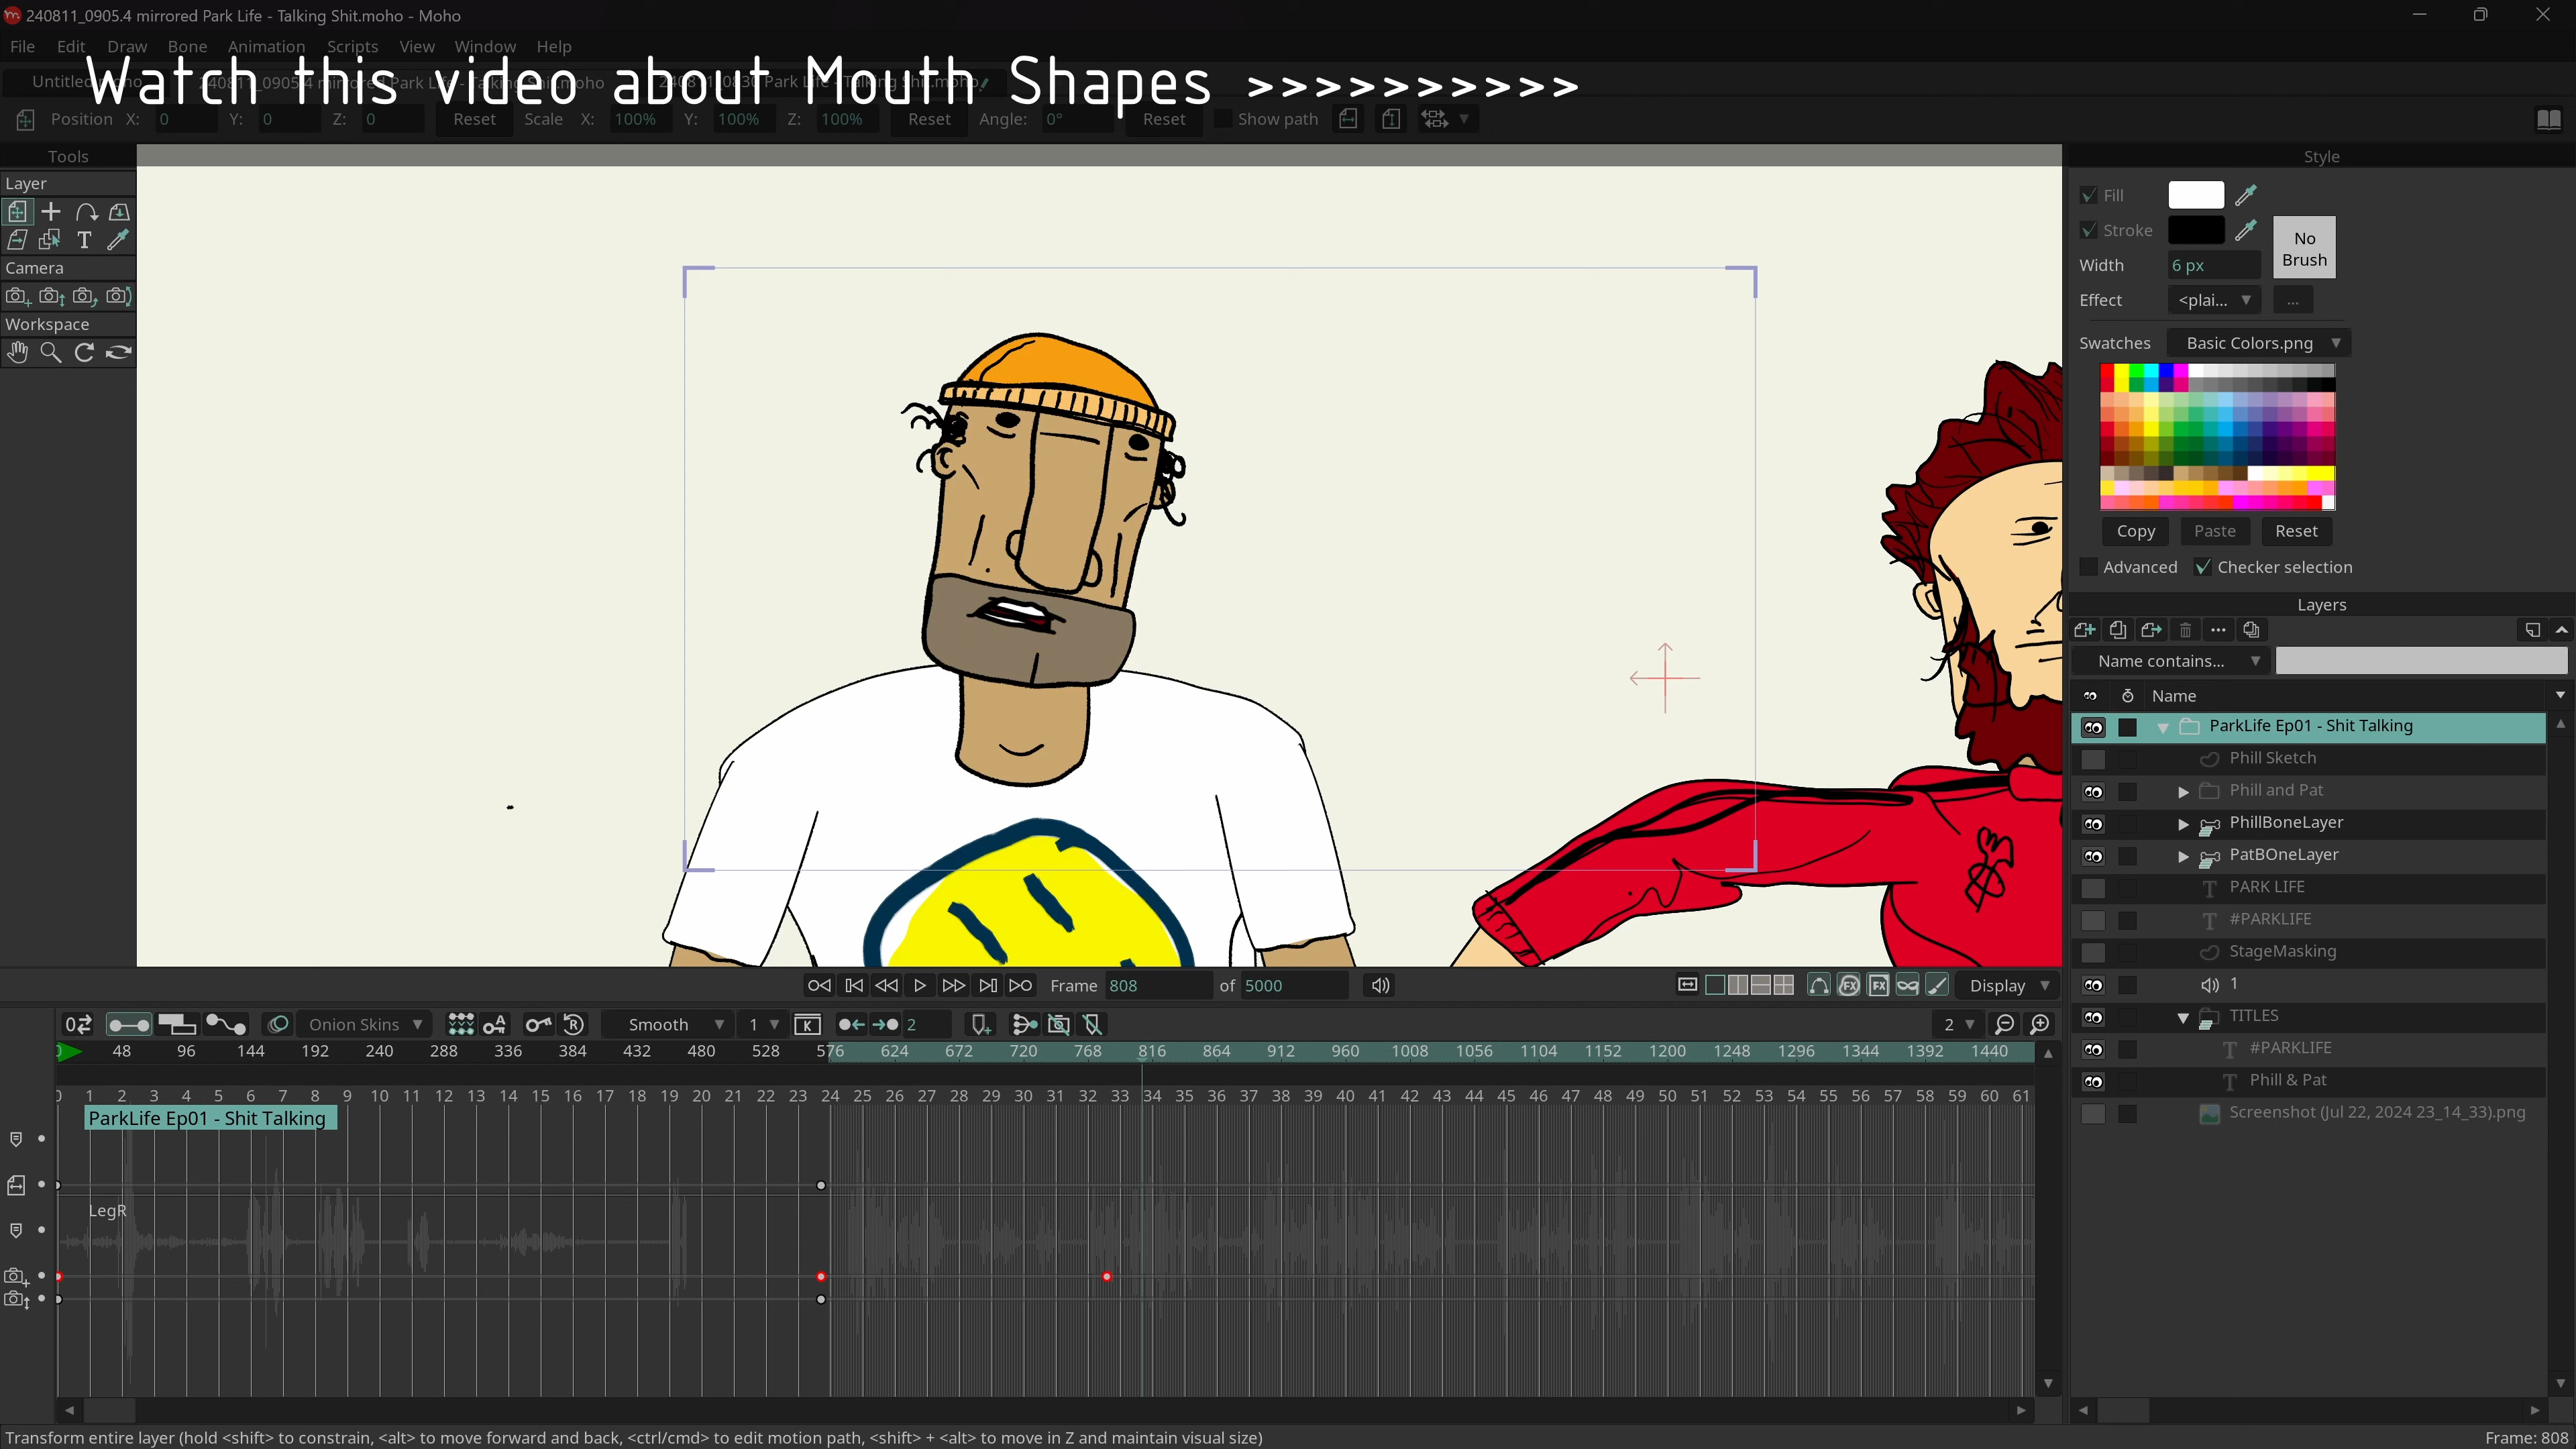 240811_0905.4 mirrored Park Life - Talking Shit.moho - Moho
File Edit Draw Bone Animation Scripts View Window Help
Watch this video about Mouth Shapes >>>>>>>>>>
Position X: 0 Y: 0 Z: 0 Reset Scale X: 100% Y: 100% Z: 100% Reset Angle: 0° Reset Show path
Tools
Layer
Camera
Workspace
Style
Fill
Stroke
No Brush
Width 6 px
Effect <plai... ...
Swatches Basic Colors.png
Copy Paste Reset
Advanced Checker selection
Layers
Name contains...
Name
ParkLife Ep01 - Shit Talking
Phill Sketch
Phill and Pat
PhillBoneLayer
PatBOneLayer
PARK LIFE
#PARKLIFE
StageMasking
1
TITLES
#PARKLIFE
Phill & Pat
Screenshot (Jul 22, 2024 23_14_33).png
Frame 808 of 5000 Display
Onion Skins Smooth 1 2 2
0 48 96 144 192 240 288 336 384 432 480 528 576 624 672 720 768 816 864 912 960 1008 1056 1104 1152 1200 1248 1296 1344 1392 1440
0 1 2 3 4 5 6 7 8 9 10 11 12 13 14 15 16 17 18 19 20 21 22 23 24 25 26 27 28 29 30 31 32 33 34 35 36 37 38 39 40 41 42 43 44 45 46 47 48 49 50 51 52 53 54 55 56 57 58 59 60 61
ParkLife Ep01 - Shit Talking
LegR
Transform entire layer (hold <shift> to constrain, <alt> to move forward and back, <ctrl/cmd> to edit motion path, <shift> + <alt> to move in Z and maintain visual size)
Frame: 808